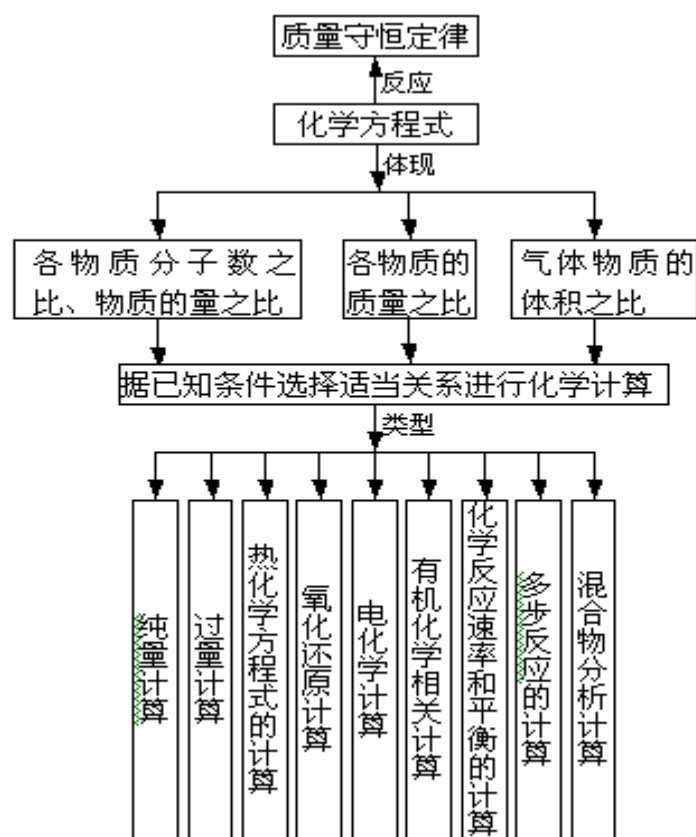 质量守恒定律
反应
化学方程式
体现
各物质分子数之
比、物质的量之比
各物质的
质量之比
气体物质的
体积之比
据已知条件选择适当关系进行化学计算
类型
纯量计算
过量计算
热化学方程式的计算
氧化还原计算
电化学计算
有机化学相关计算
化学反应速率和平衡的计算
多步反应的计算
混合物分析计算